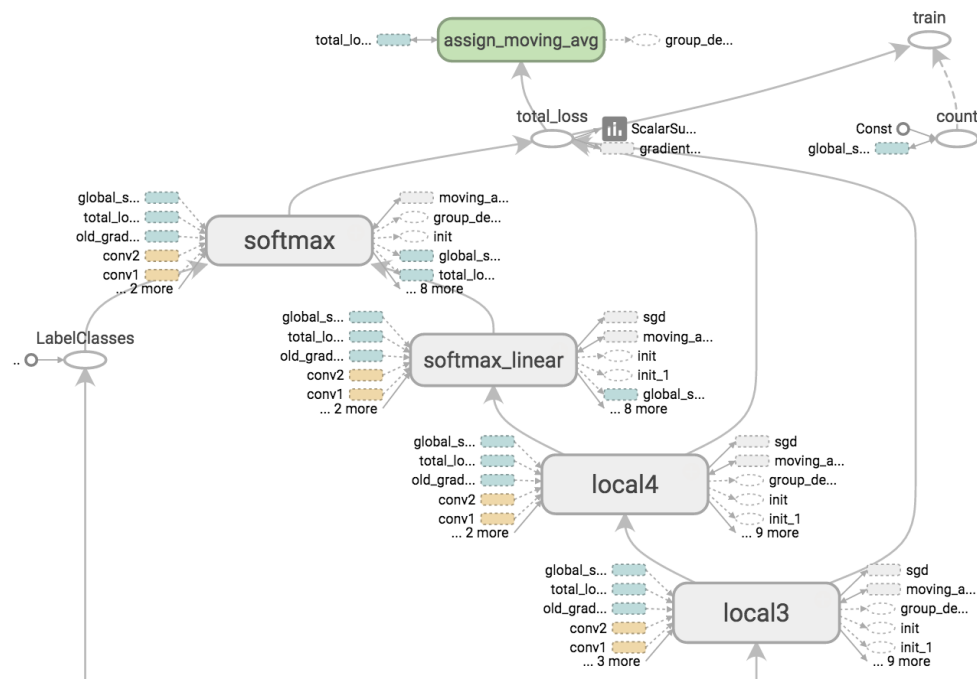 train
total_lo...
assign_moving_avg
group_de...
total_loss
ScalarSu...
gradient...
Const
count
global_s...
global_s...
total_lo...
old_grad...
conv2
conv1
... 2 more
softmax
moving_a...
group_de...
init
global_s...
total_lo...
... 8 more
LabelClasses
..
global_s...
total_lo...
old_grad...
conv2
conv1
... 2 more
softmax_linear
sgd
moving_a...
init
init_1
global_s...
... 8 more
global_s...
total_lo...
old_grad...
conv2
conv1
... 2 more
local4
sgd
moving_a...
group_de...
init
init_1
... 9 more
global_s...
total_lo...
old_grad...
conv2
conv1
... 3 more
local3
sgd
moving_a...
group_de...
init
init_1
... 9 more